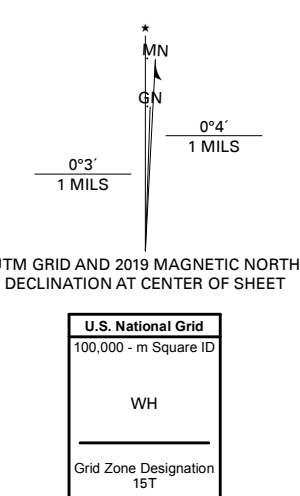 ★
MN
GN
0°4´
1 MILS
0°3´
1 MILS
UTM GRID AND 2019 MAGNETIC NORTH
DECLINATION AT CENTER OF SHEET
U.S. National Grid
100,000 - m Square ID
WH
Grid Zone Designation
15T